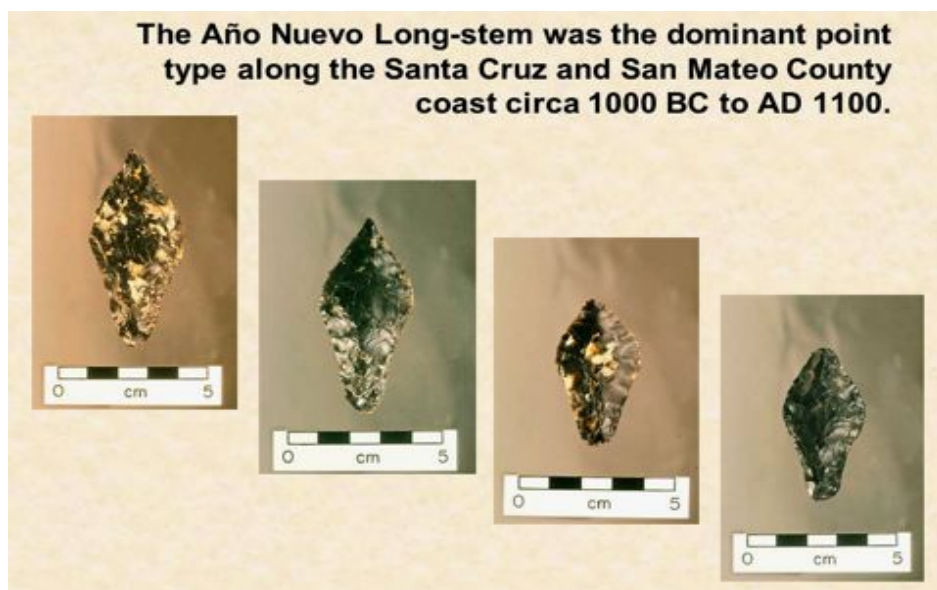 The Año Nuevo Long-stem was the dominant point
type along the Santa Cruz and San Mateo County
coast circa 1000 BC to AD 1100.
0 cm 5
0 cm 5
0 cm 5
0 cm 5